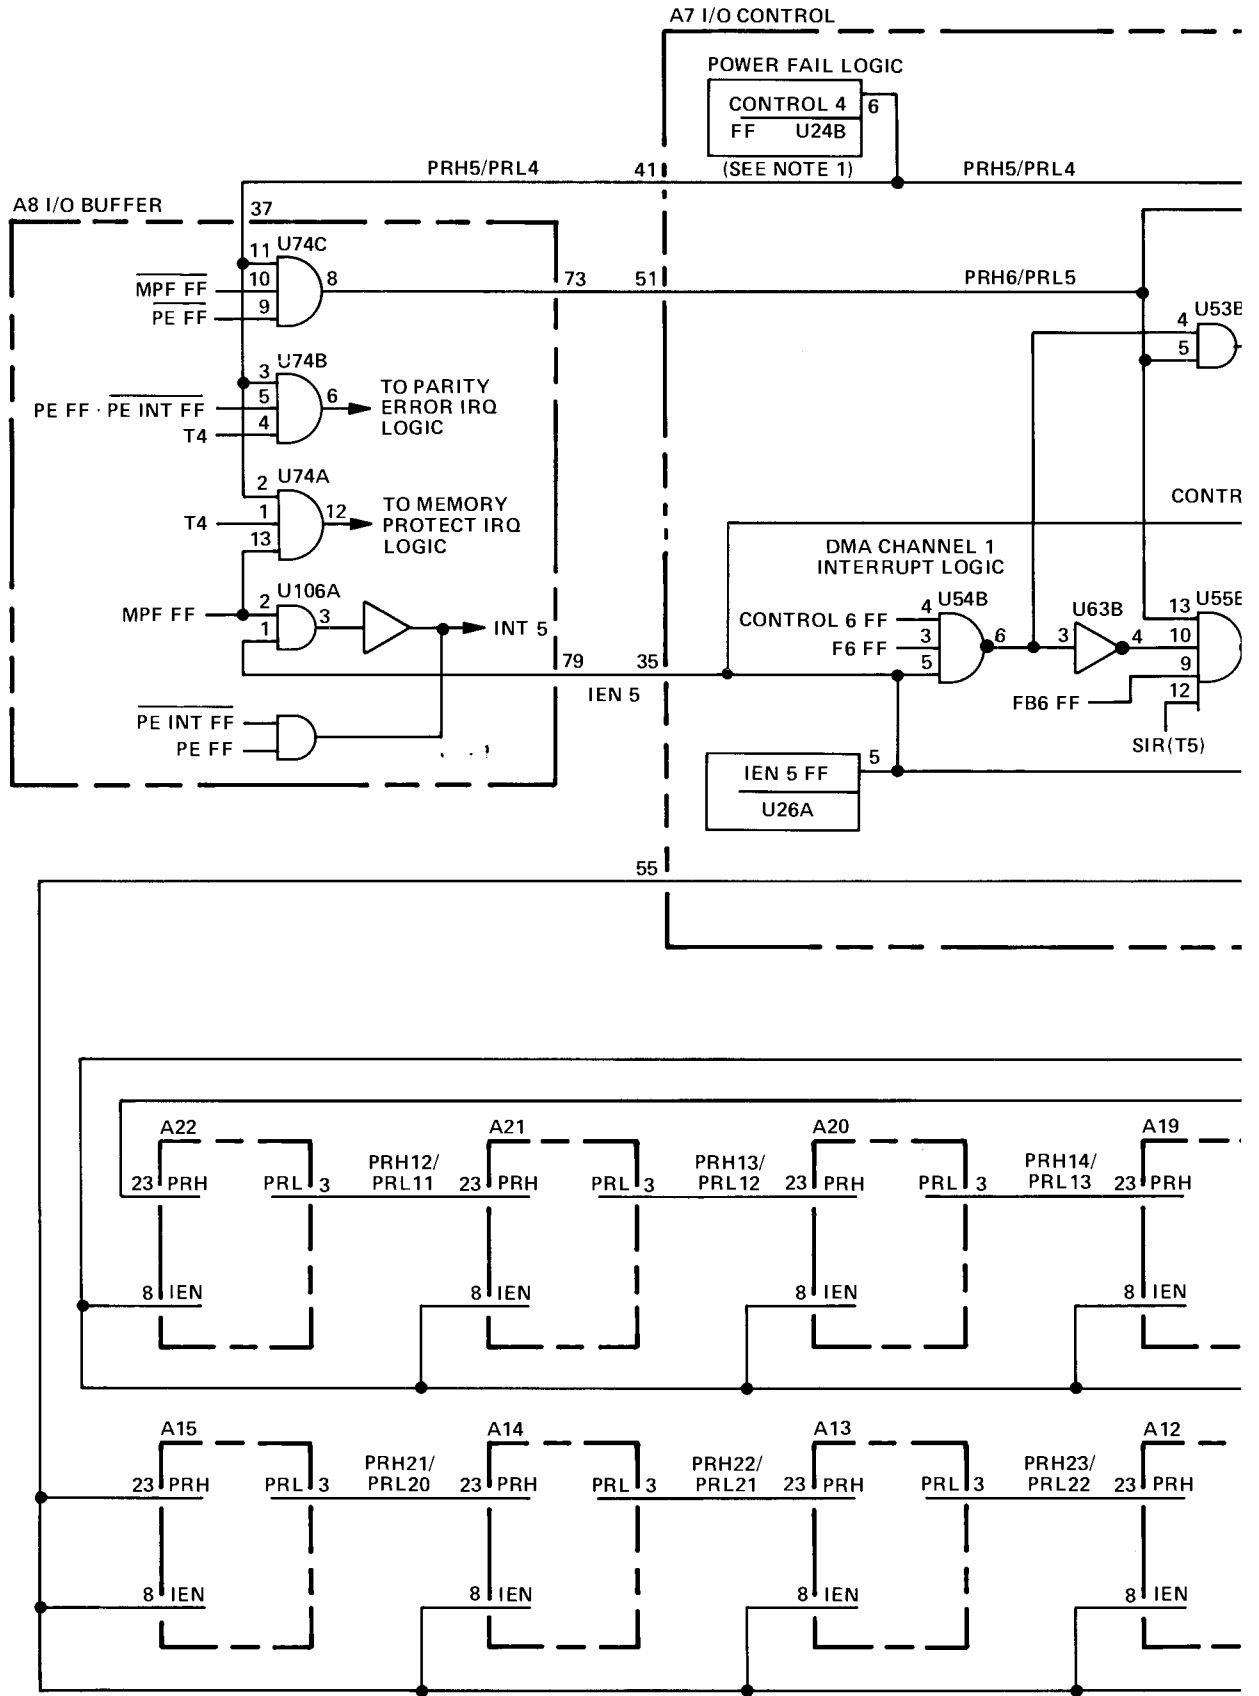 A7 I/O CONTROL
POWER FAIL LOGIC
CONTROL 4
6
FF U24B
(SEE NOTE 1)
PRH5/PRL4
41
PRH5/PRL4
A8 I/O BUFFER
37
U74C
11
MPF FF
10
8
PE FF
9
73
51
PRH6/PRL5
U53B
4
5
U74B
3
PE FF · PE INT FF
5
6
T4
4
TO PARITY
ERROR IRQ
LOGIC
U74A
2
T4
1
12
13
TO MEMORY
PROTECT IRQ
LOGIC
CONTR
DMA CHANNEL 1
INTERRUPT LOGIC
U106A
MPF FF
2
3
1
INT 5
U54B
CONTROL 6 FF
4
F6 FF
3
6
5
U63B
3
4
U55B
13
10
9
12
FB6 FF
SIR(T5)
79
35
IEN 5
PE INT FF
PE FF
IEN 5 FF
5
U26A
55
A22
23 PRH
PRL 3
8 IEN
PRH12/
PRL11
A21
23 PRH
PRL 3
8 IEN
PRH13/
PRL12
A20
23 PRH
PRL 3
8 IEN
PRH14/
PRL13
A19
23 PRH
8 IEN
A15
23 PRH
PRL 3
8 IEN
PRH21/
PRL20
A14
23 PRH
PRL 3
8 IEN
PRH22/
PRL21
A13
23 PRH
PRL 3
8 IEN
PRH23/
PRL22
A12
23 PRH
8 IEN